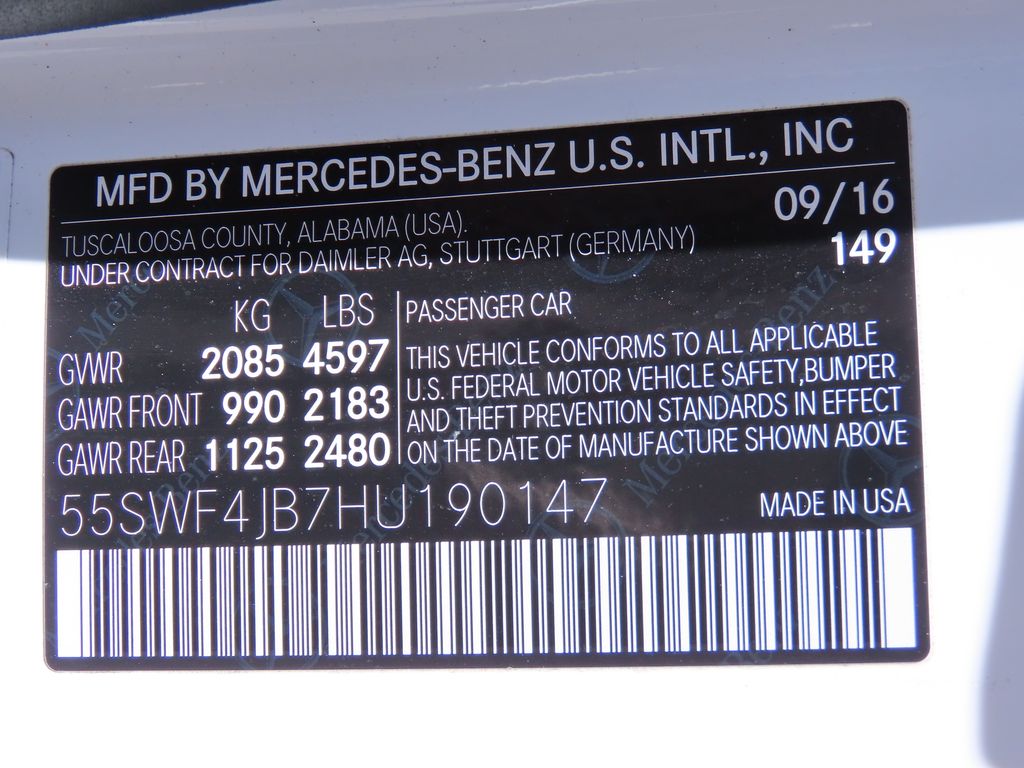 MFD BY MERCEDES-BENZ U.S. INTL., INC
TUSCALOOSA COUNTY, ALABAMA (USA). 09/16
UNDER CONTRACT FOR DAIMLER AG, STUTTGART (GERMANY) 149
KG LBS
GVWR 2085 4597
GAWR FRONT 990 2183
GAWR REAR 1125 2480
PASSENGER CAR
THIS VEHICLE CONFORMS TO ALL APPLICABLE
U.S. FEDERAL MOTOR VEHICLE SAFETY,BUMPER
AND THEFT PREVENTION STANDARDS IN EFFECT
ON THE DATE OF MANUFACTURE SHOWN ABOVE
55SWF4JB7HU190147 MADE IN USA